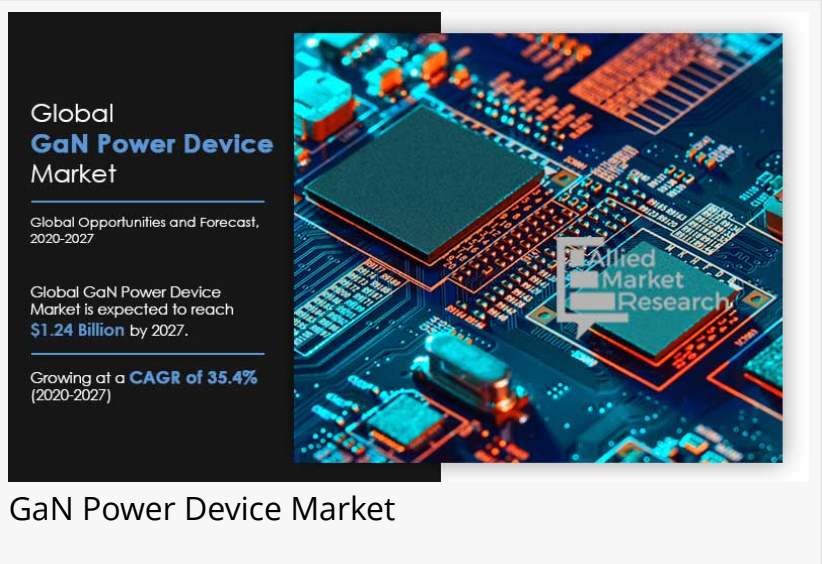 Global
GaN Power Device
Market
Global Opportunities and Forecast,
2020-2027
Global GaN Power Device
Market is expected to reach
$1.24 Billion by 2027.
Growing at a CAGR of 35.4%
(2020-2027)
Allied
Market
Research
GaN Power Device Market